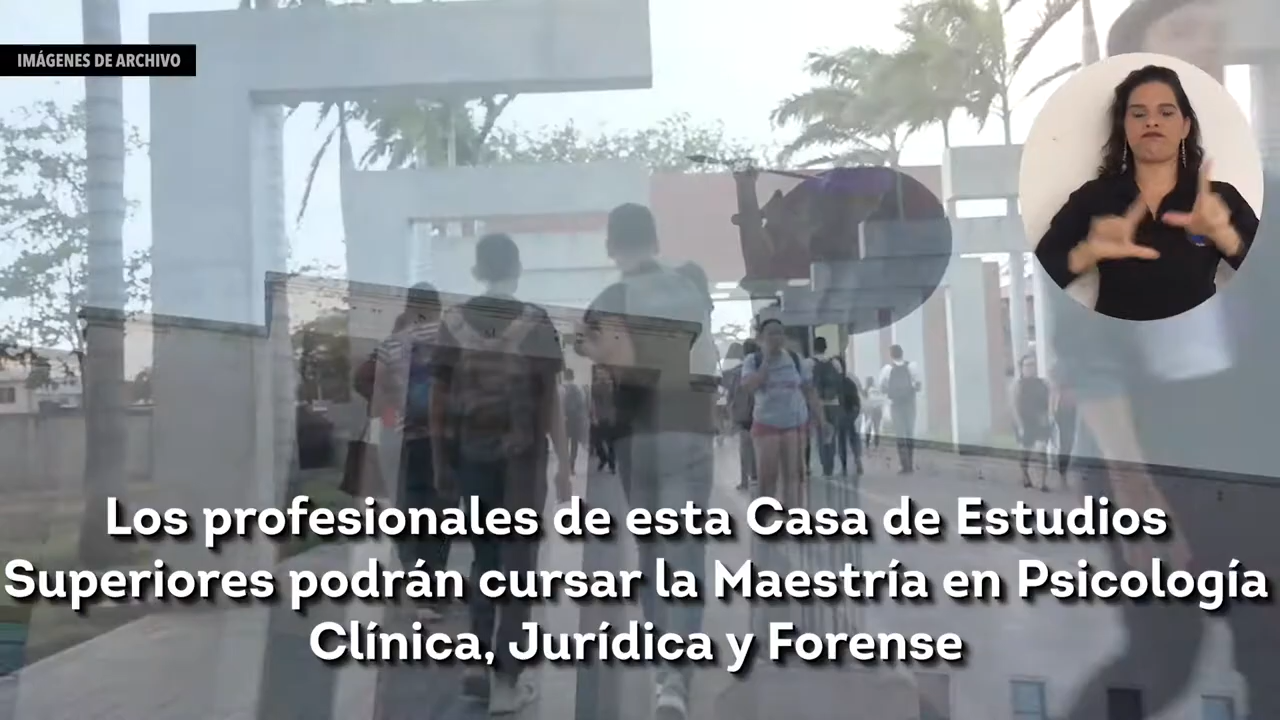 IMÁGENES DE ARCHIVO
Los profesionales de esta Casa de Estudios
Superiores podrán cursar la Maestría en Psicología
Clínica, Jurídica y Forense